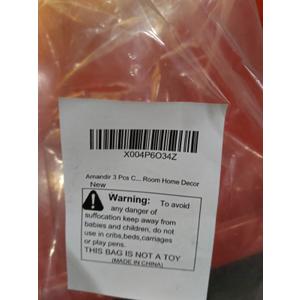 X004P6O34Z
Amandir 3 Pcs C... Room Home Decor
New
Warning: To avoid
any danger of
suffocation keep away from
babies and children, do not
use in cribs,beds,carriages
or play pens.
THIS BAG IS NOT A TOY
(MADE IN CHINA)